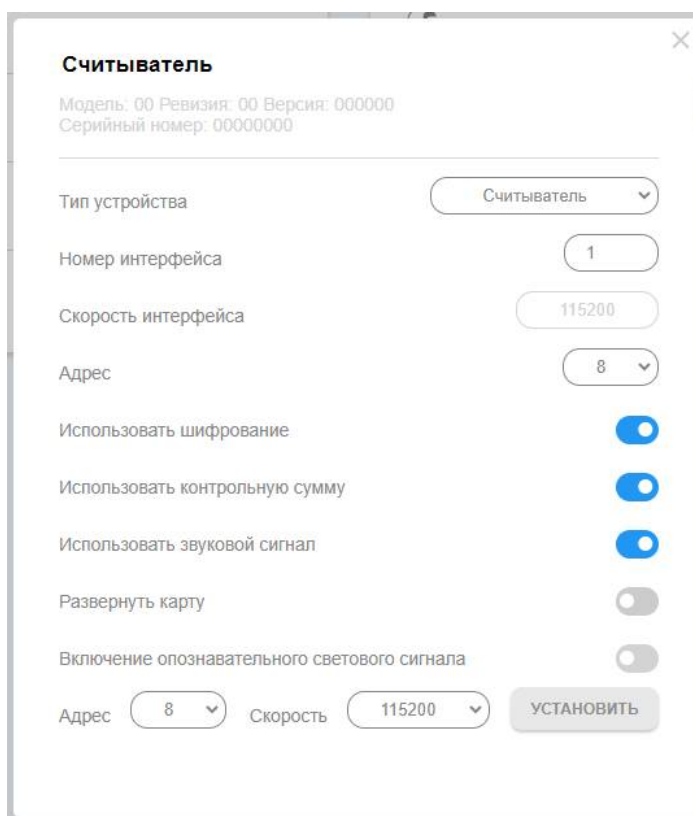 Считыватель
Модель: 00 Ревизия: 00 Версия: 000000
Серийный номер: 00000000
Тип устройства Считыватель
Номер интерфейса 1
Скорость интерфейса 115200
Адрес 8
Использовать шифрование
Использовать контрольную сумму
Использовать звуковой сигнал
Развернуть карту
Включение опознавательного светового сигнала
Адрес 8 Скорость 115200 УСТАНОВИТЬ